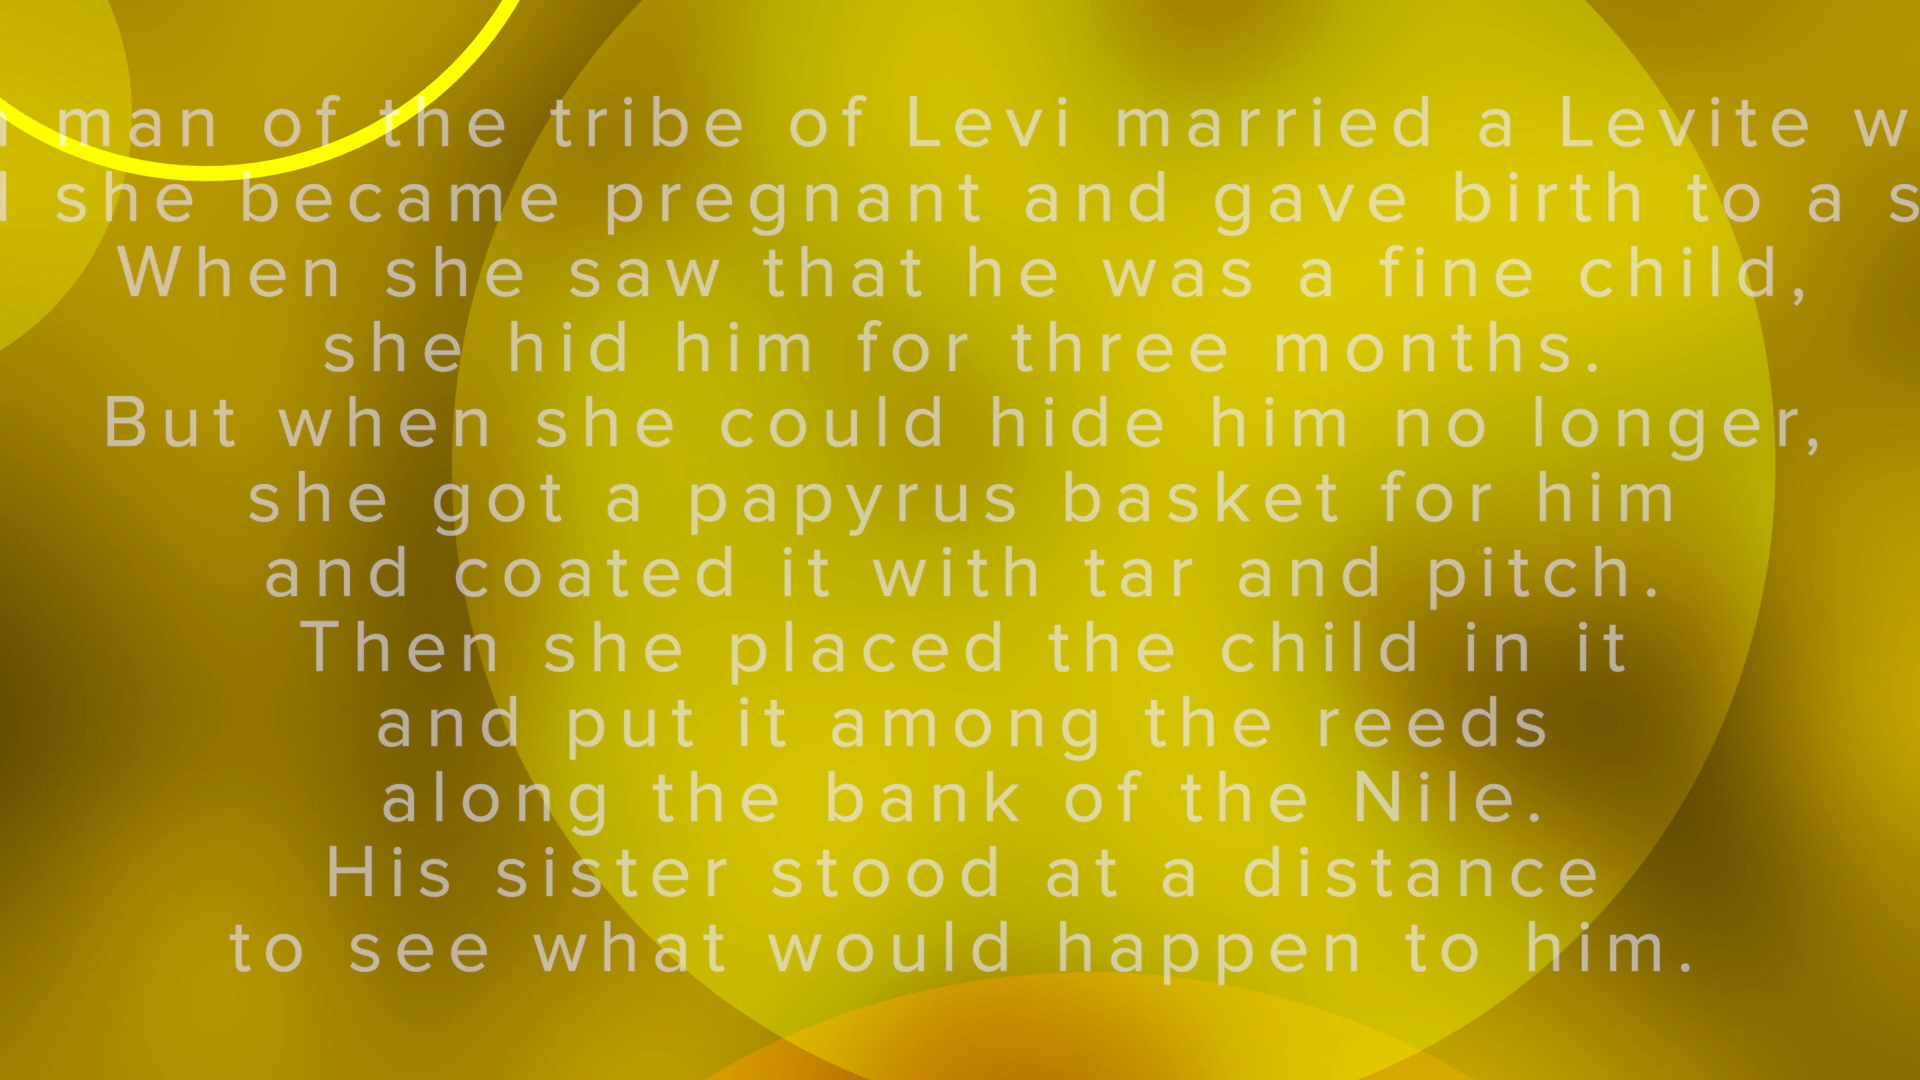 man of the tribe of Levi married a Levite
she became pregnant and gave birth to a
When she saw that he was a fine child,
she hid him for three months.
But when she could hide him no longer,
she got a papyrus basket for him
and coated it with tar and pitch.
Then she placed the child in it
and put it among the reeds
along the bank of the Nile.
His sister stood at a distance
to see what would happen to him.